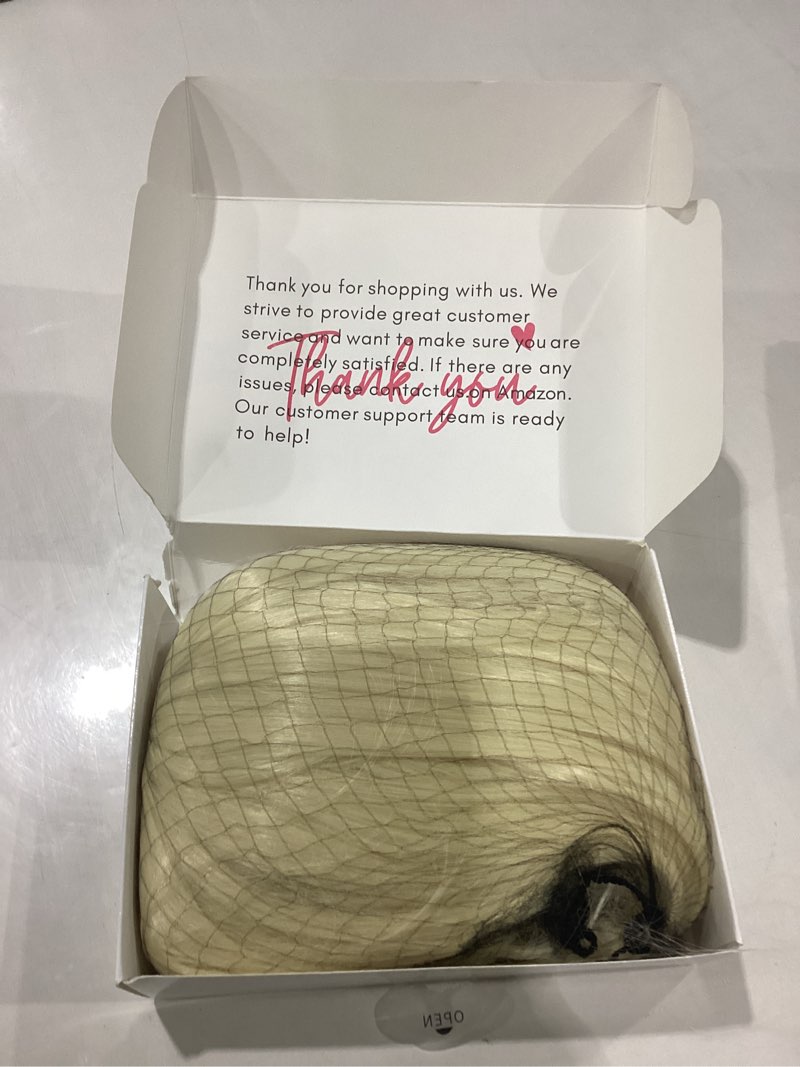 Thank you for shopping with us. We
strive to provide great customer
service and want to make sure you are
completely satisfied. If there are any
issues, please contact us on Amazon.
Our customer support team is ready
to help!
Thank you
OPEN